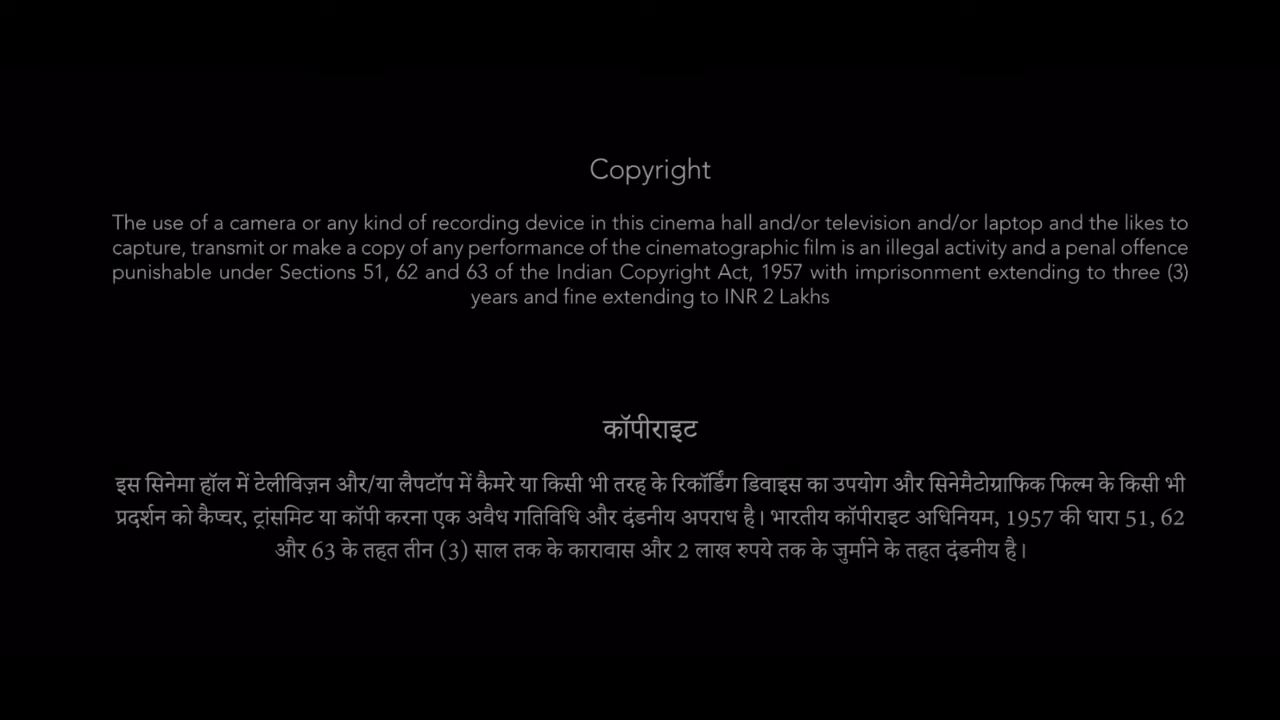 Copyright
The use of a camera or any kind of recording device in this cinema hall and/or television and/or laptop and the likes to
capture, transmit or make a copy of any performance of the cinematographic film is an illegal activity and a penal offence
punishable under Sections 51, 62 and 63 of the Indian Copyright Act, 1957 with imprisonment extending to three (3)
years and fine extending to INR 2 Lakhs
कॉपीराइट
इस सिनेमा हॉल में टेलीविज़न और/या लैपटॉप में कैमरे या किसी भी तरह के रिकॉर्डिंग डिवाइस का उपयोग और सिनेमैटोग्राफिक फिल्म के किसी भी
प्रदर्शन को कैप्चर, ट्रांसमिट या कॉपी करना एक अवैध गतिविधि और दंडनीय अपराध है। भारतीय कॉपीराइट अधिनियम, 1957 की धारा 51, 62
और 63 के तहत तीन (3) साल तक के कारावास और 2 लाख रुपये तक के जुर्माने के तहत दंडनीय है।